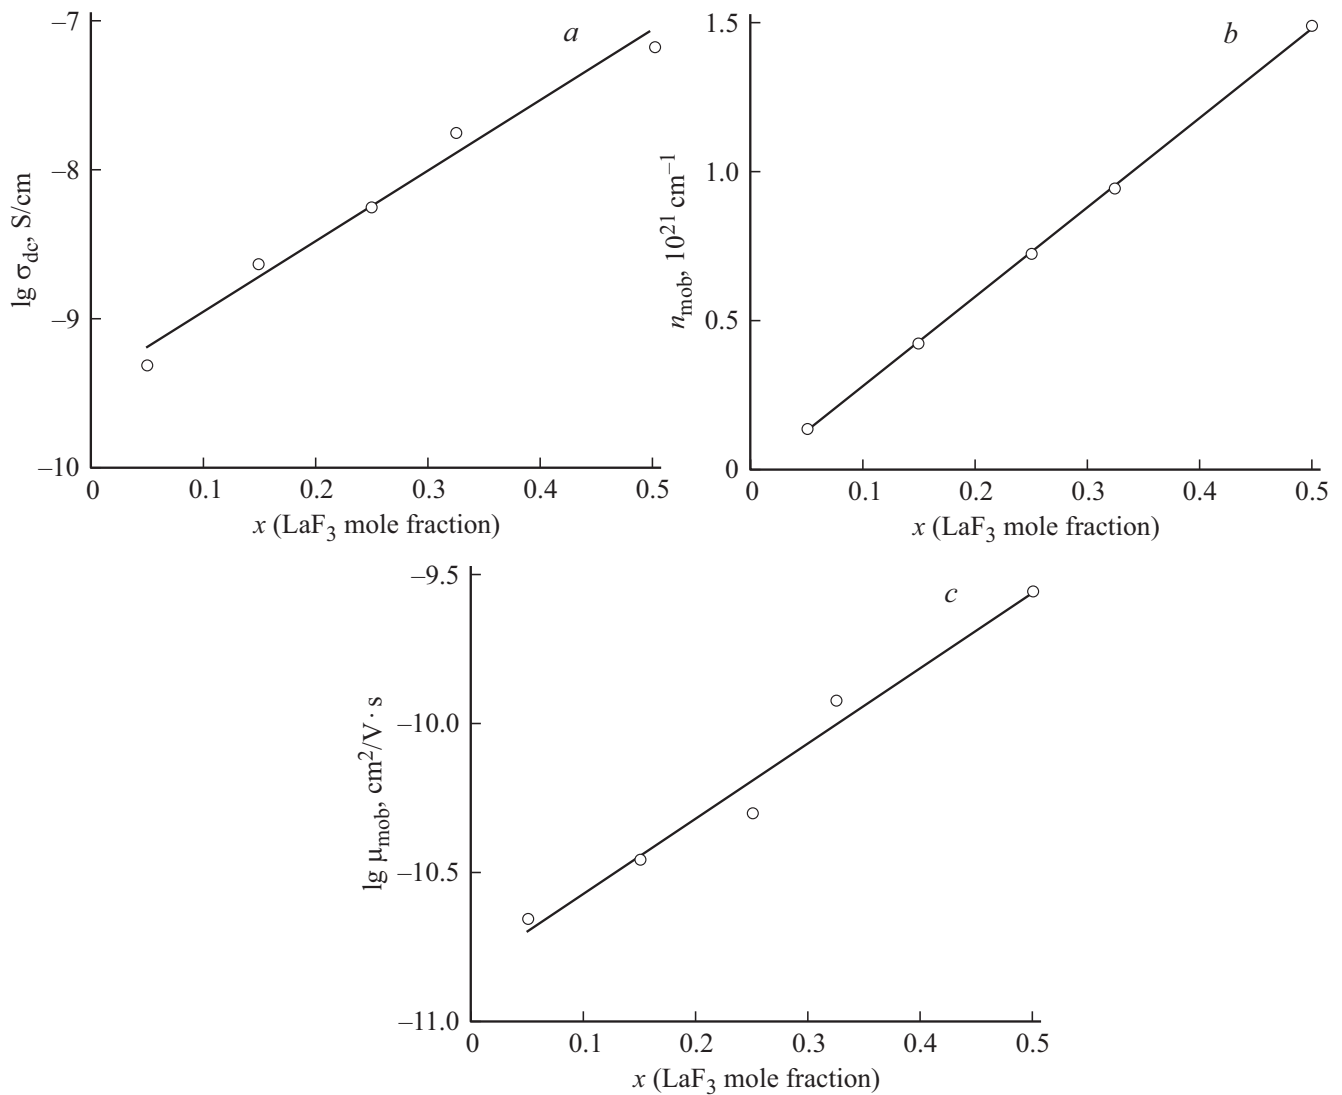 a
–7
–8
–9
–10
lg σdc, S/cm
0 0.1 0.2 0.3 0.4 0.5
x (LaF3 mole fraction)
b
1.5
1.0
0.5
0
nmob, 10^21 cm^–1
0 0.1 0.2 0.3 0.4 0.5
x (LaF3 mole fraction)
c
–9.5
–10.0
–10.5
–11.0
lg μmob, cm²/V·s
0 0.1 0.2 0.3 0.4 0.5
x (LaF3 mole fraction)